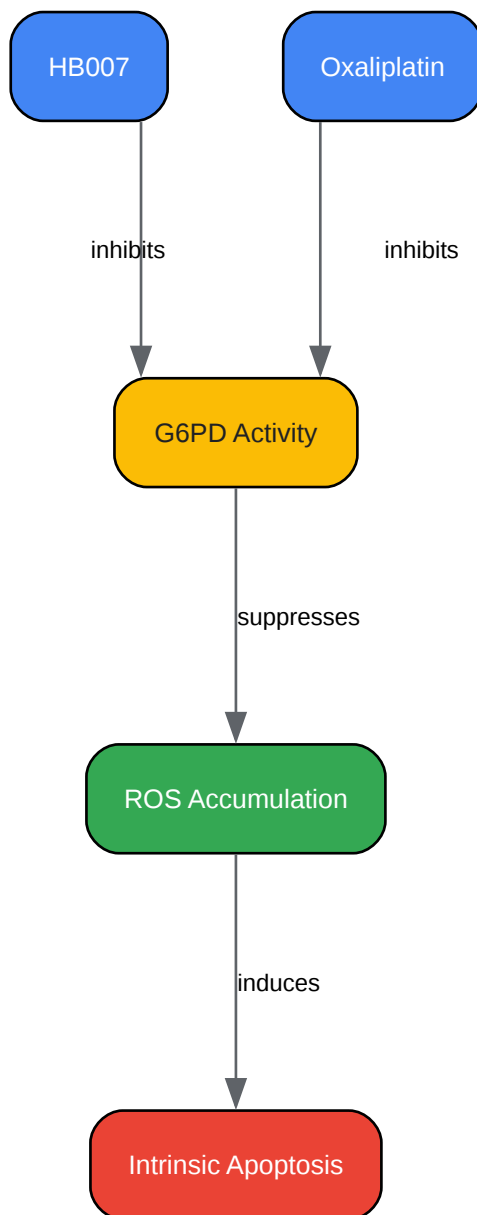 HB007
Oxaliplatin
inhibits
inhibits
G6PD Activity
suppresses
ROS Accumulation
induces
Intrinsic Apoptosis